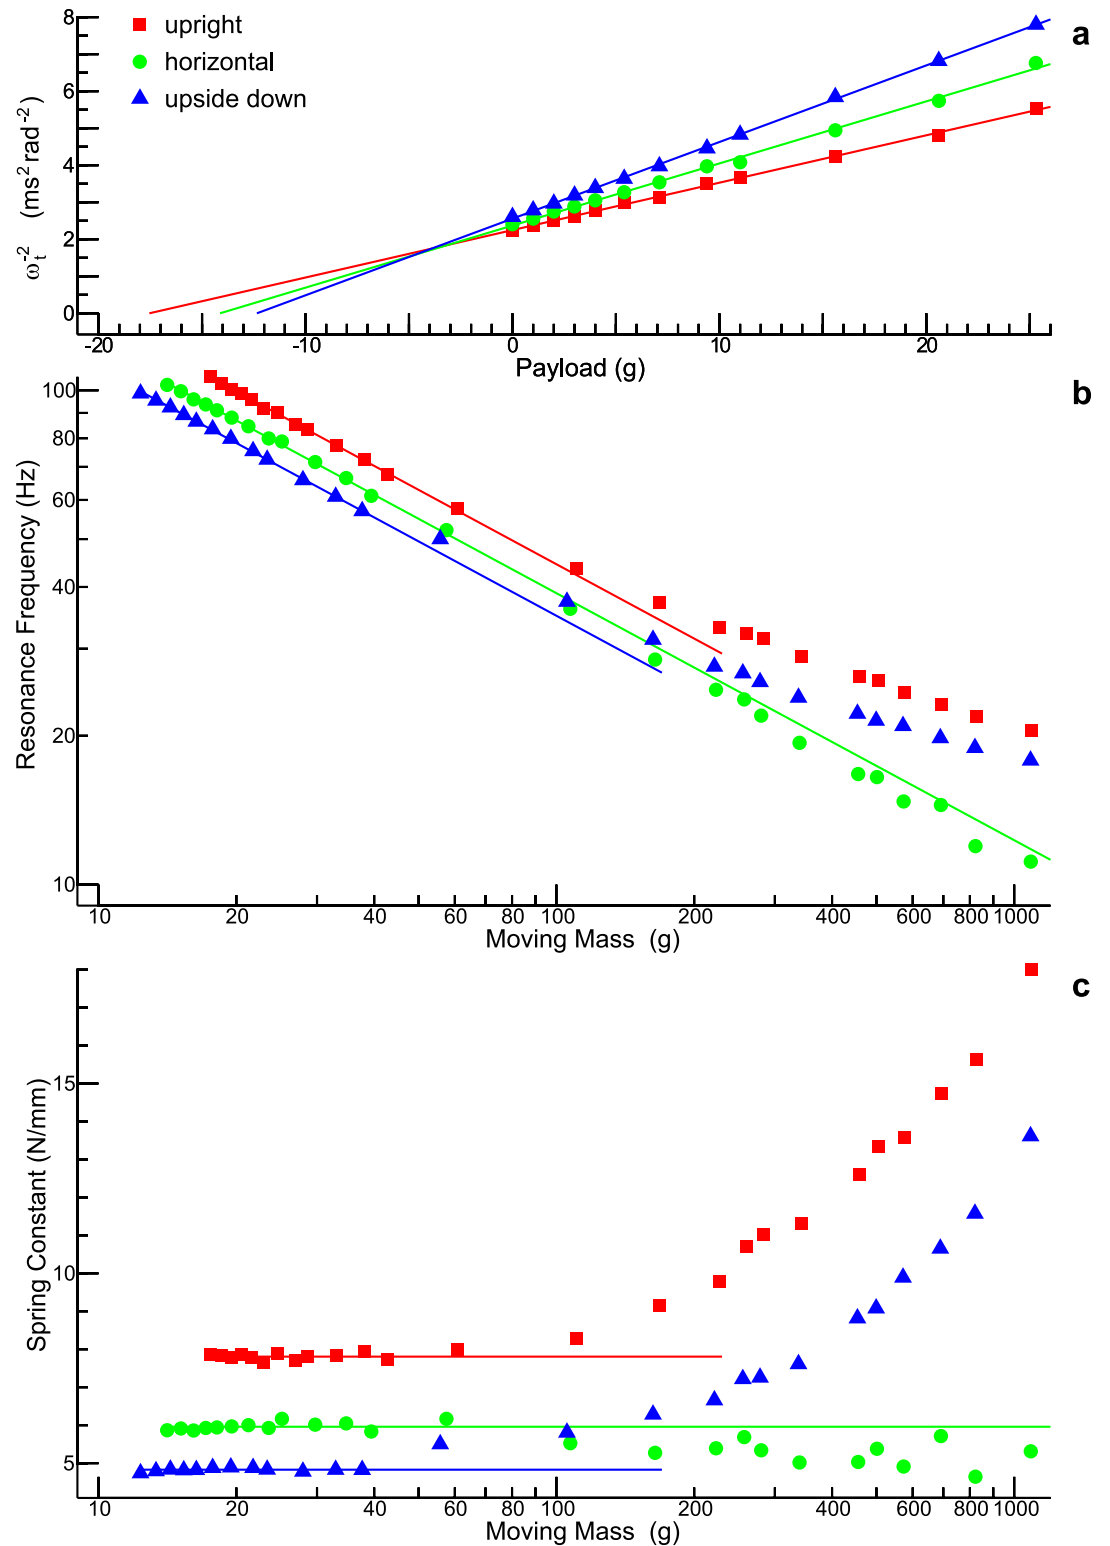 a
upright
horizontal
upside down
8
6
4
2
0
ω_t^-2 (ms² rad⁻²)
-20 -10 0 10 20
Payload (g)
b
100
80
60
40
20
10
Resonance Frequency (Hz)
10 20 40 60 80 100 200 400 600 800 1000
Moving Mass (g)
c
15
10
5
Spring Constant (N/mm)
10 20 40 60 80 100 200 400 600 800 1000
Moving Mass (g)